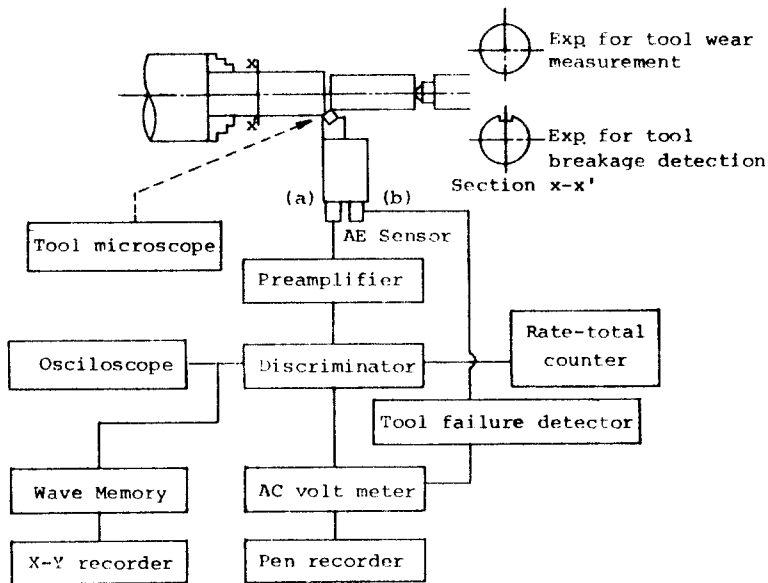 Exp for tool wear
measurement
x
x
Exp for tool
breakage detection
Section x-x'
(a)
(b)
AE Sensor
Tool microscope
Preamplifier
Osciloscope
Discriminator
Rate-total
counter
Tool failure detector
Wave Memory
AC volt meter
X-Y recorder
Pen recorder